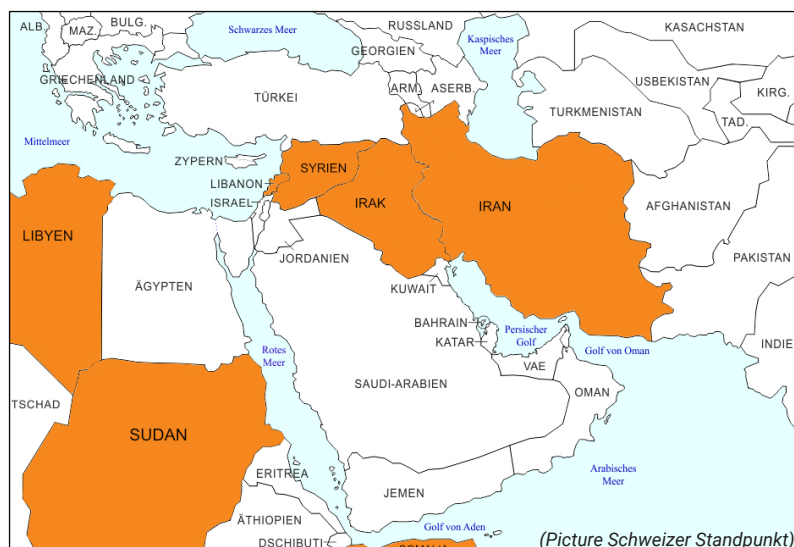 ALB.
MAZ.
BULG.
Schwarzes Meer
RUSSLAND
KASACHSTAN
GEORGIEN
Kaspisches
Meer
GRIECHENLAND
TÜRKEI
ARM.
ASERB.
USBEKISTAN
KIRG.
TURKMENISTAN
TAD.
Mittelmeer
ZYPERN
SYRIEN
LIBANON
ISRAEL
IRAK
IRAN
AFGHANISTAN
LIBYEN
ÄGYPTEN
JORDANIEN
PAKISTAN
KUWAIT
BAHRAIN
KATAR
Persischer
Golf
Golf von Oman
INDIE
Rotes
Meer
VAE
TSCHAD
SAUDI-ARABIEN
OMAN
SUDAN
ERITREA
JEMEN
Arabisches
Meer
ÄTHIOPIEN
Golf von Aden
DSCHIBUTI
SOMALIA
(Picture Schweizer Standpunkt)